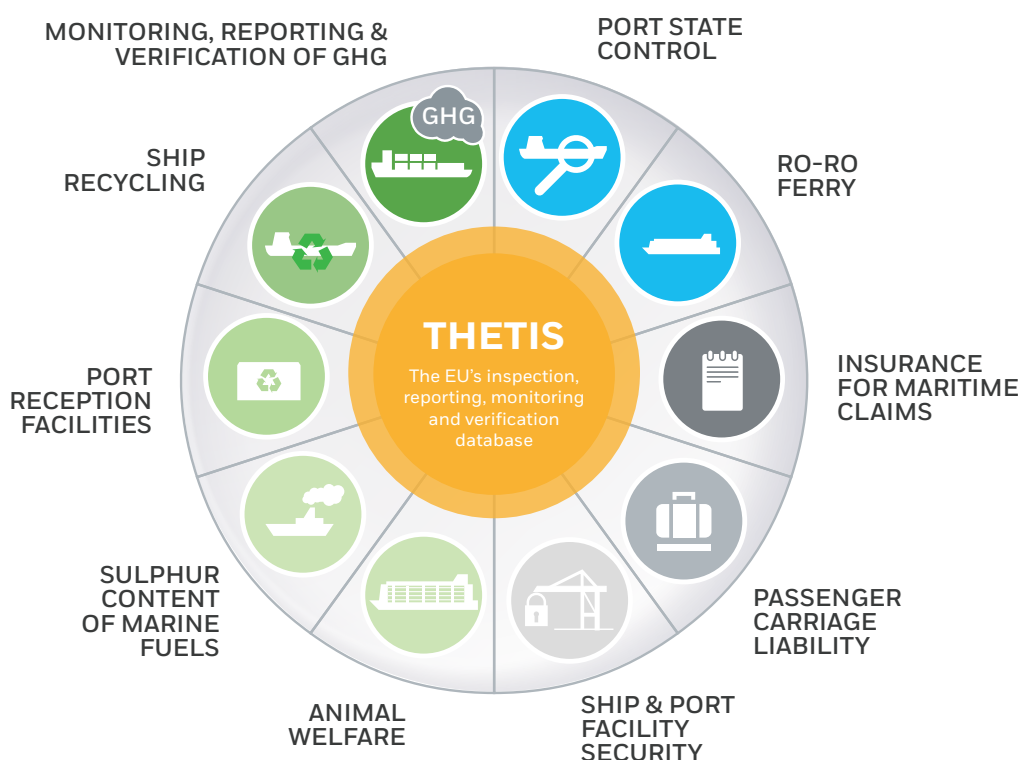 MONITORING, REPORTING &
VERIFICATION OF GHG
PORT STATE
CONTROL
GHG
SHIP
RECYCLING
RO-RO
FERRY
THETIS
The EU's inspection,
reporting, monitoring
and verification
database
PORT
RECEPTION
FACILITIES
INSURANCE
FOR MARITIME
CLAIMS
SULPHUR
CONTENT
OF MARINE
FUELS
PASSENGER
CARRIAGE
LIABILITY
ANIMAL
WELFARE
SHIP & PORT
FACILITY
SECURITY